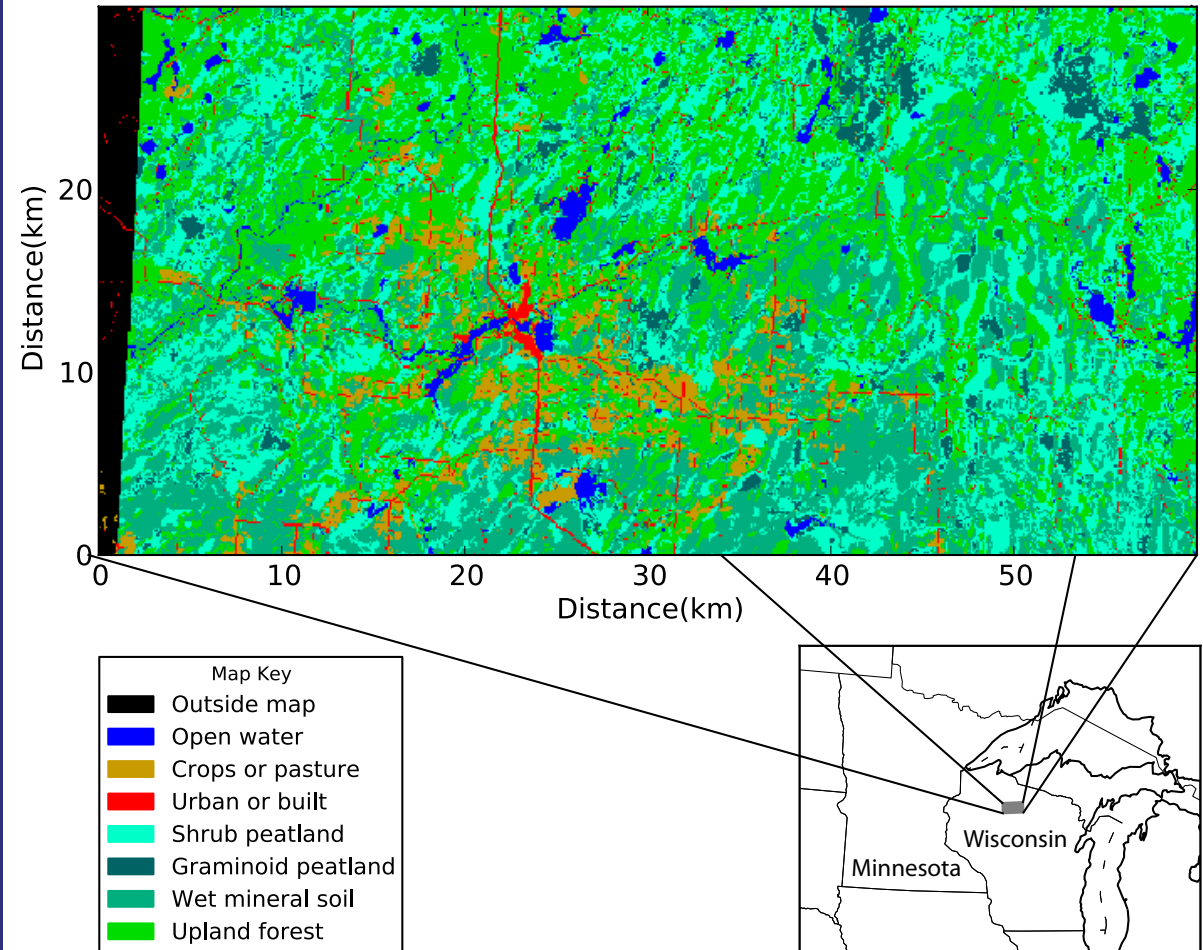 Distance(km)
20
10
0
0 10 20 30 40 50
Distance(km)
Map Key
Outside map
Open water
Crops or pasture
Urban or built
Shrub peatland
Graminoid peatland
Wet mineral soil
Upland forest
Wisconsin
Minnesota